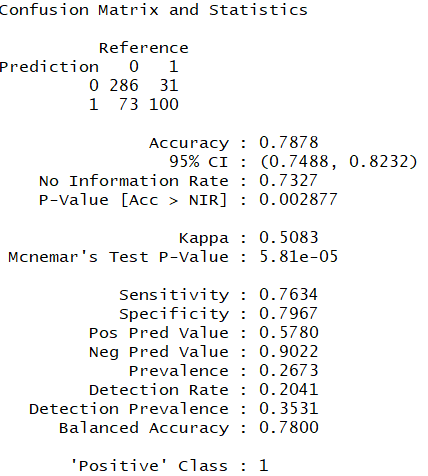 Confusion Matrix and Statistics
Reference
Prediction 0 1
0 286 31
1 73 100
Accuracy : 0.7878
95% CI : (0.7488, 0.8232)
No Information Rate : 0.7327
P-Value [Acc > NIR] : 0.002877
Kappa : 0.5083
Mcnemar's Test P-Value : 5.81e-05
Sensitivity : 0.7634
Specificity : 0.7967
Pos Pred Value : 0.5780
Neg Pred Value : 0.9022
Prevalence : 0.2673
Detection Rate : 0.2041
Detection Prevalence : 0.3531
Balanced Accuracy : 0.7800
'Positive' Class : 1